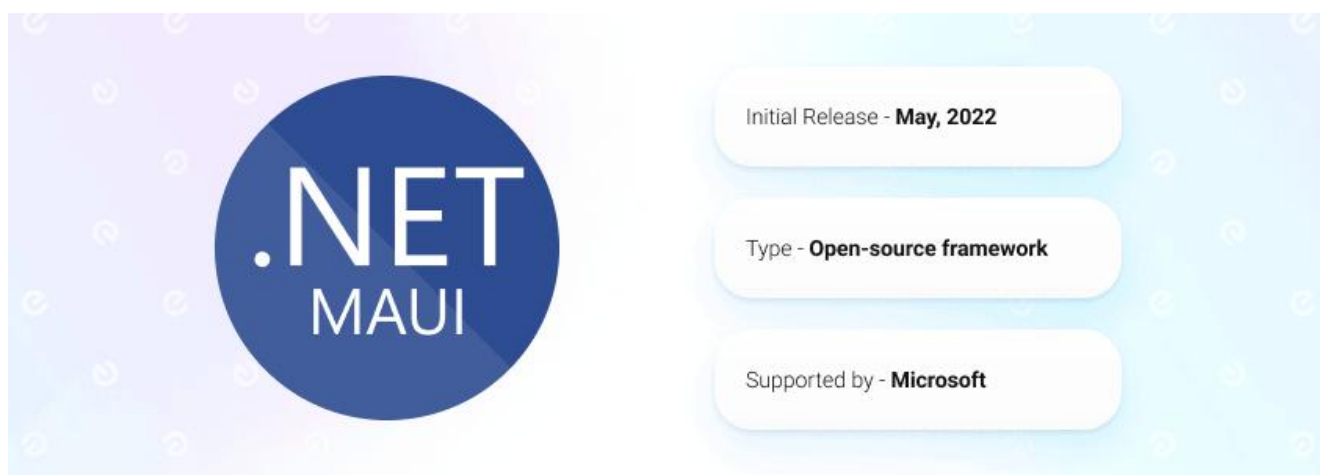 .NET
MAUI
Initial Release - May, 2022
Type - Open-source framework
Supported by - Microsoft